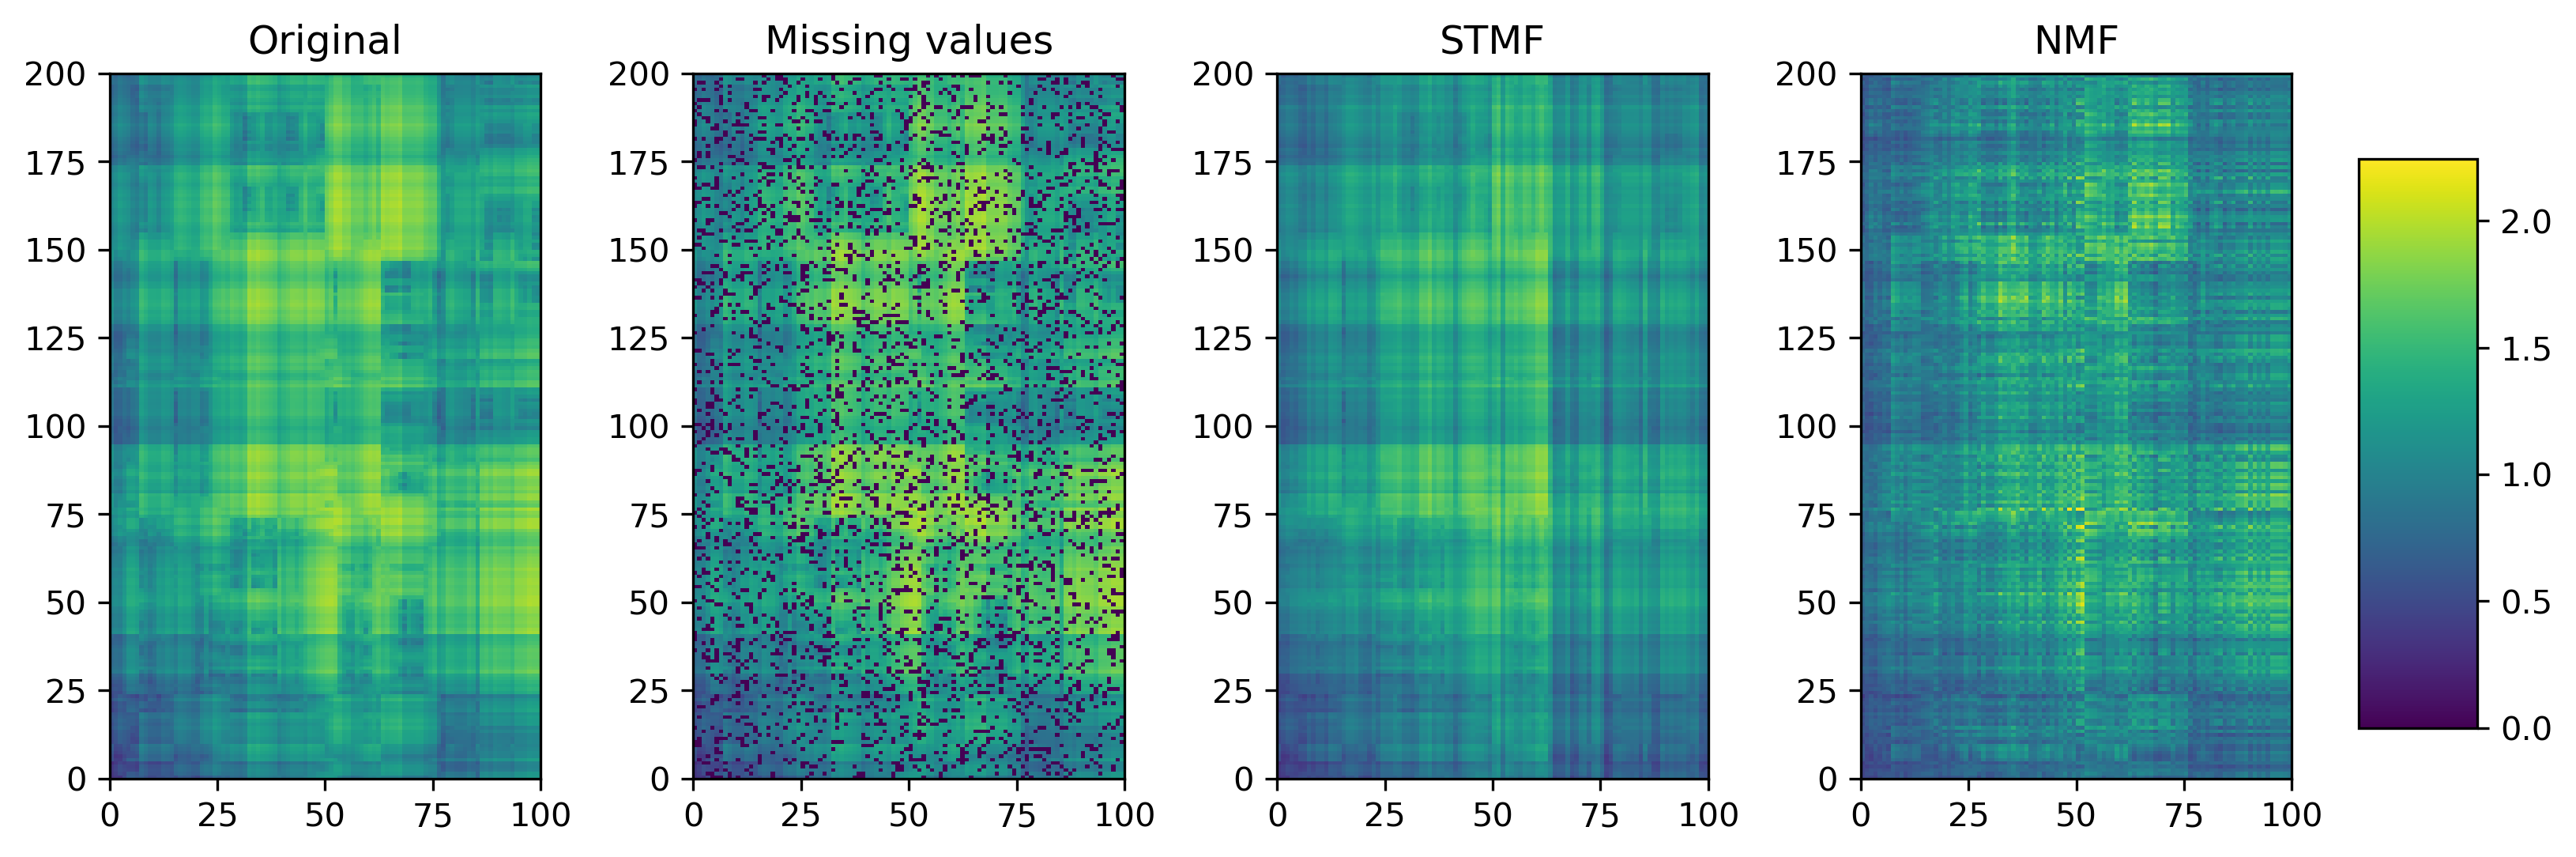 Original Missing values STMF NMF
200 200 200 200
175 175 175 175
150 150 150 150
125 125 125 125
100 100 100 100
75 75 75 75
50 50 50 50
25 25 25 25
0 0 0 0
0 25 50 75 100 0 25 50 75 100 0 25 50 75 100 0 25 50 75 100
2.0
1.5
1.0
0.5
0.0